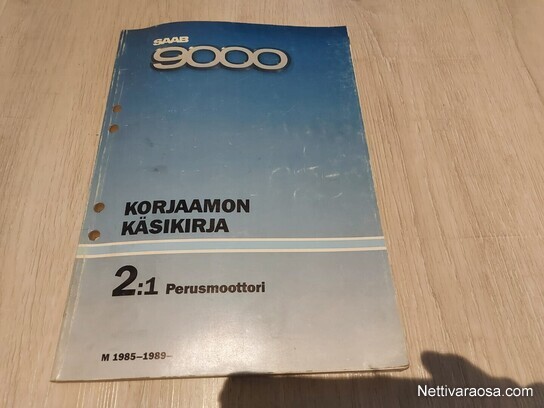 SAAB
9000
KORJAAMON
KÄSIKIRJA
2:1 Perusmoottori
M 1985–1989–
Nettivaraosa.com